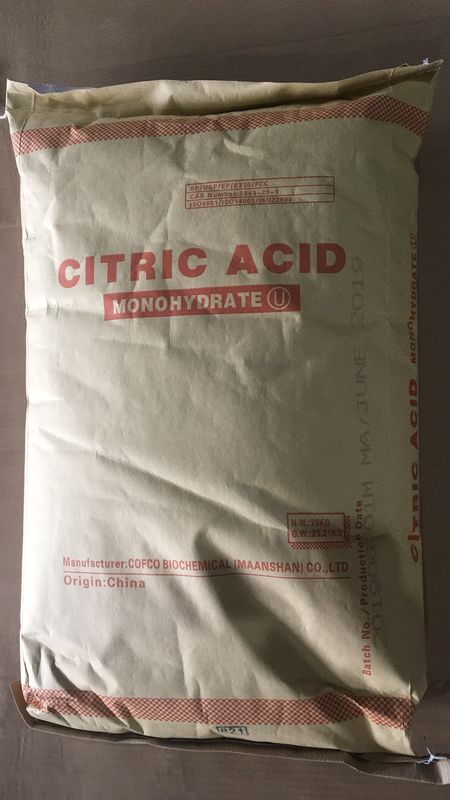 BP/USP/EP/E330/FCC
CAS Number:5949-29-1
ISO9001/ISO14001/ISO22000
CITRIC ACID
MONOHYDRATE U
N.W.:25KG
G.W.:25.21KG
Manufacturer:COFCO BIOCHEMICAL (MAANSHAN) CO.,LTD
Origin:China
Batch No./Production Date
MA/JUNE 2019
CITRIC ACID MONOHYDRATE U